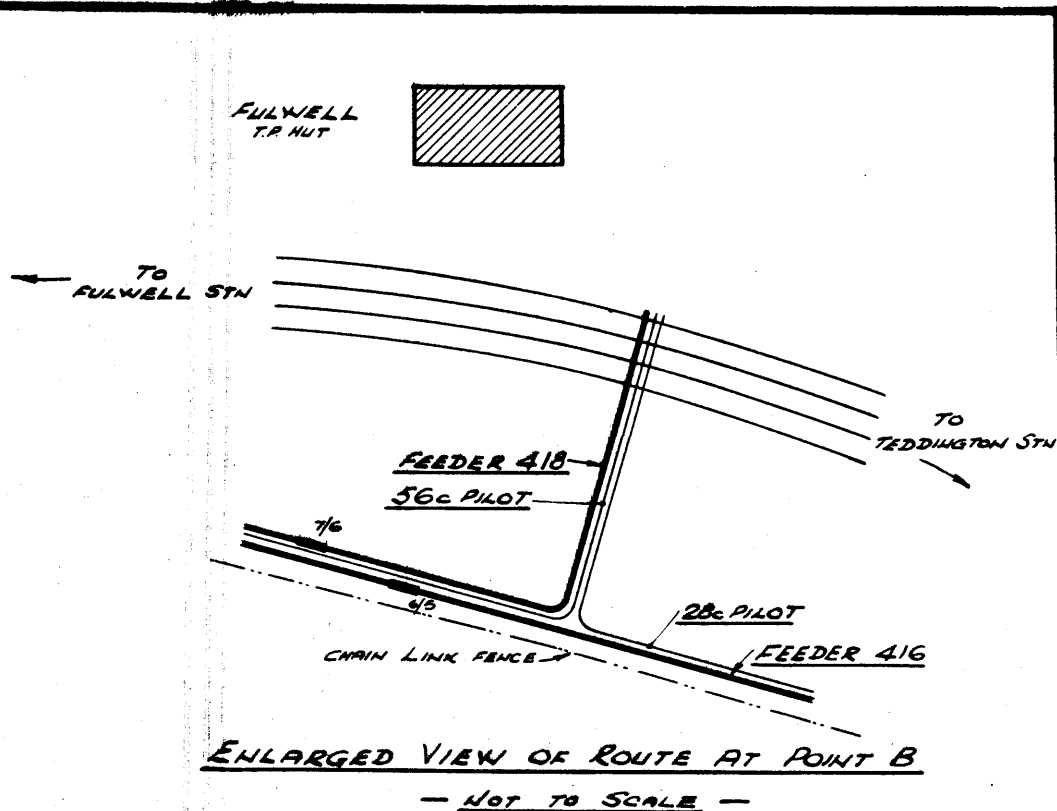 FULWELL
T.P. HUT
TO
FULWELL STN
TO
TEDDINGTON STN
FEEDER 418
56c PILOT
7/6
6/5
28c PILOT
CHAIN LINK FENCE
FEEDER 416
ENLARGED VIEW OF ROUTE AT POINT B
— NOT TO SCALE —